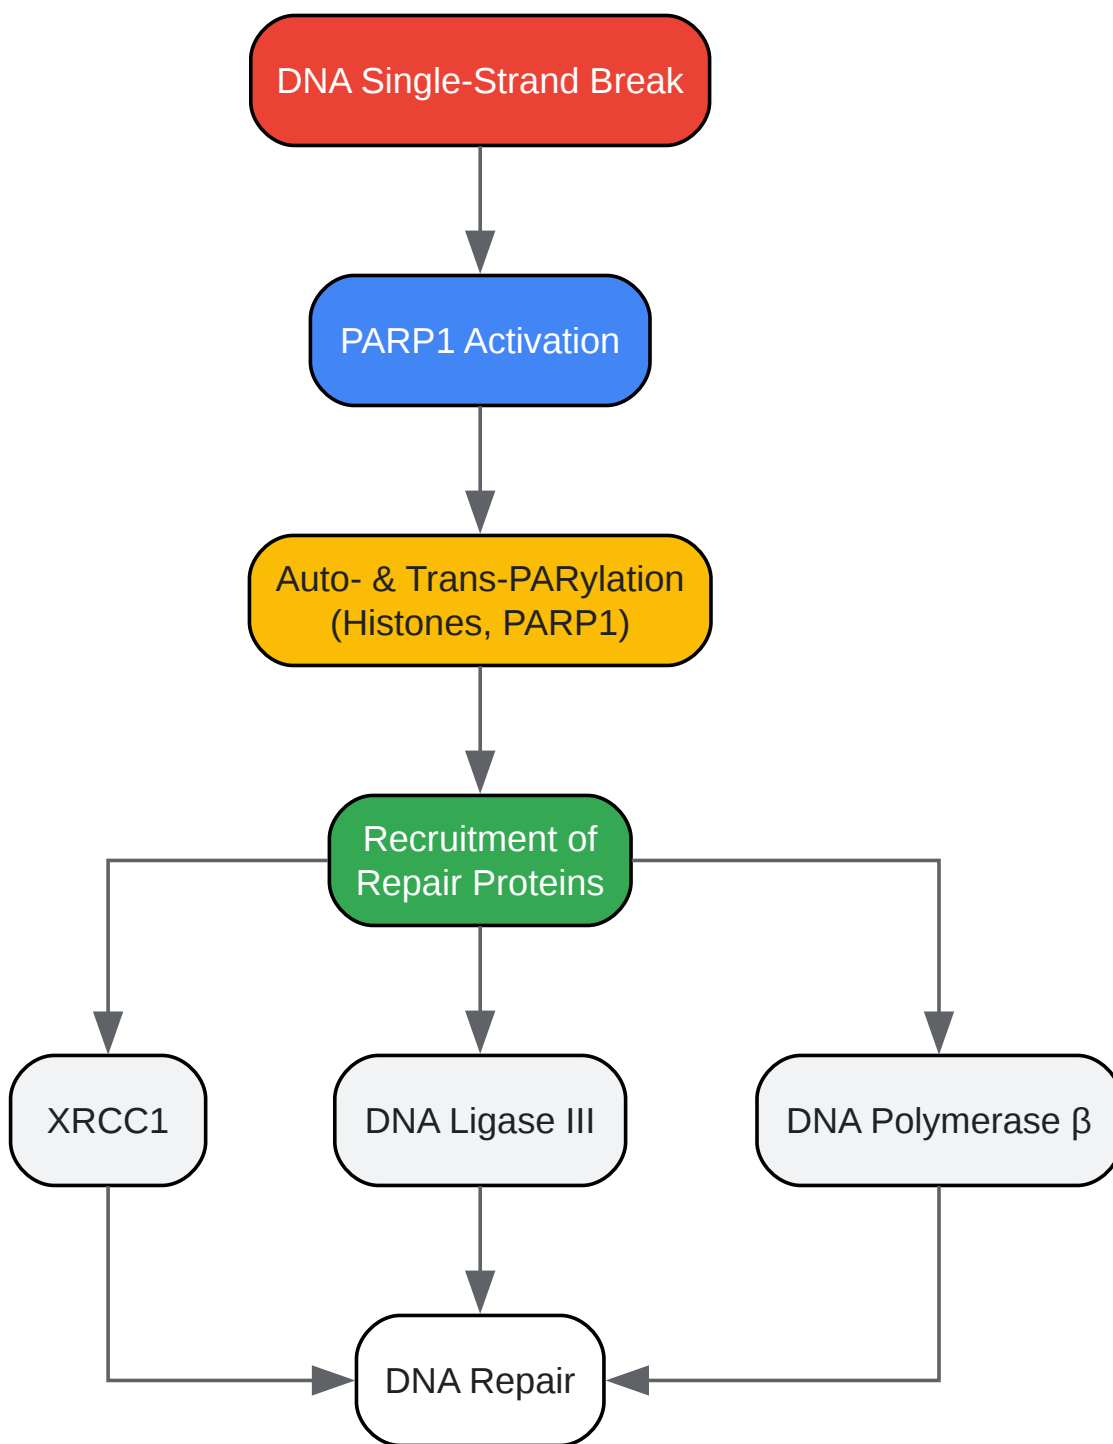 DNA Single-Strand Break
PARP1 Activation
Auto- & Trans-PARylation
(Histones, PARP1)
Recruitment of
Repair Proteins
XRCC1
DNA Ligase III
DNA Polymerase β
DNA Repair